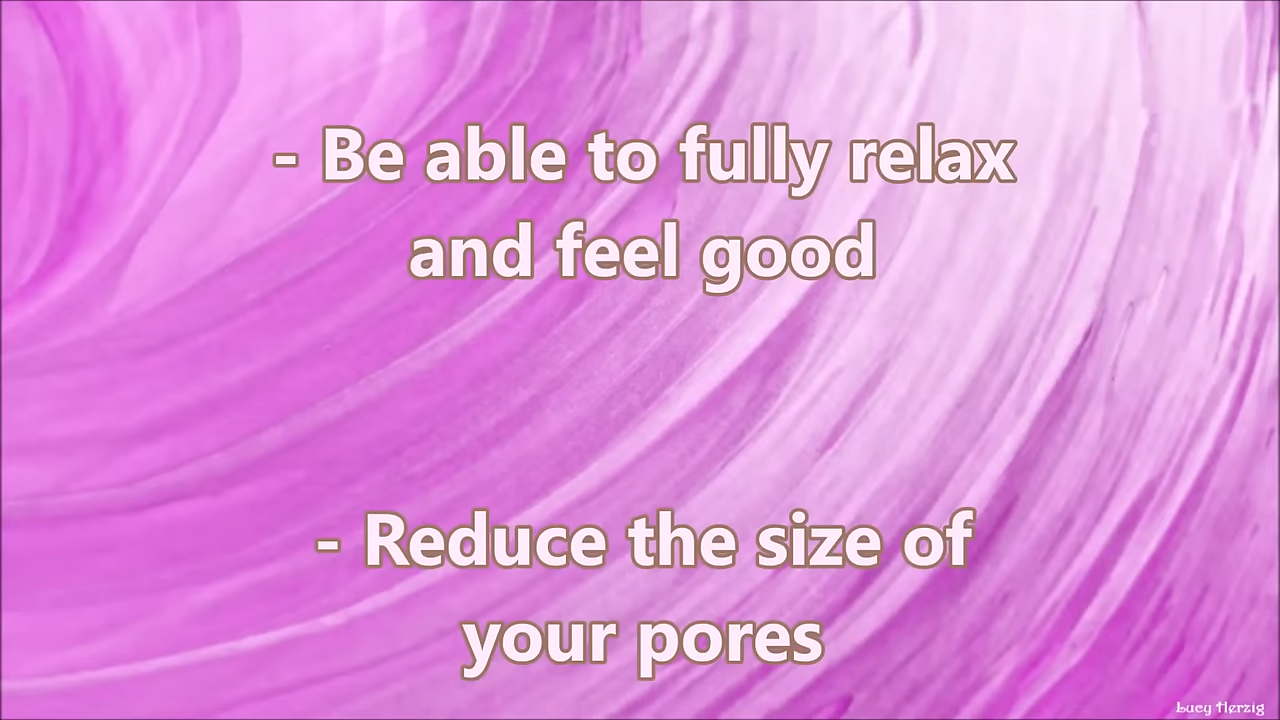 - Be able to fully relax
and feel good
- Reduce the size of
your pores
Lucy Herzig